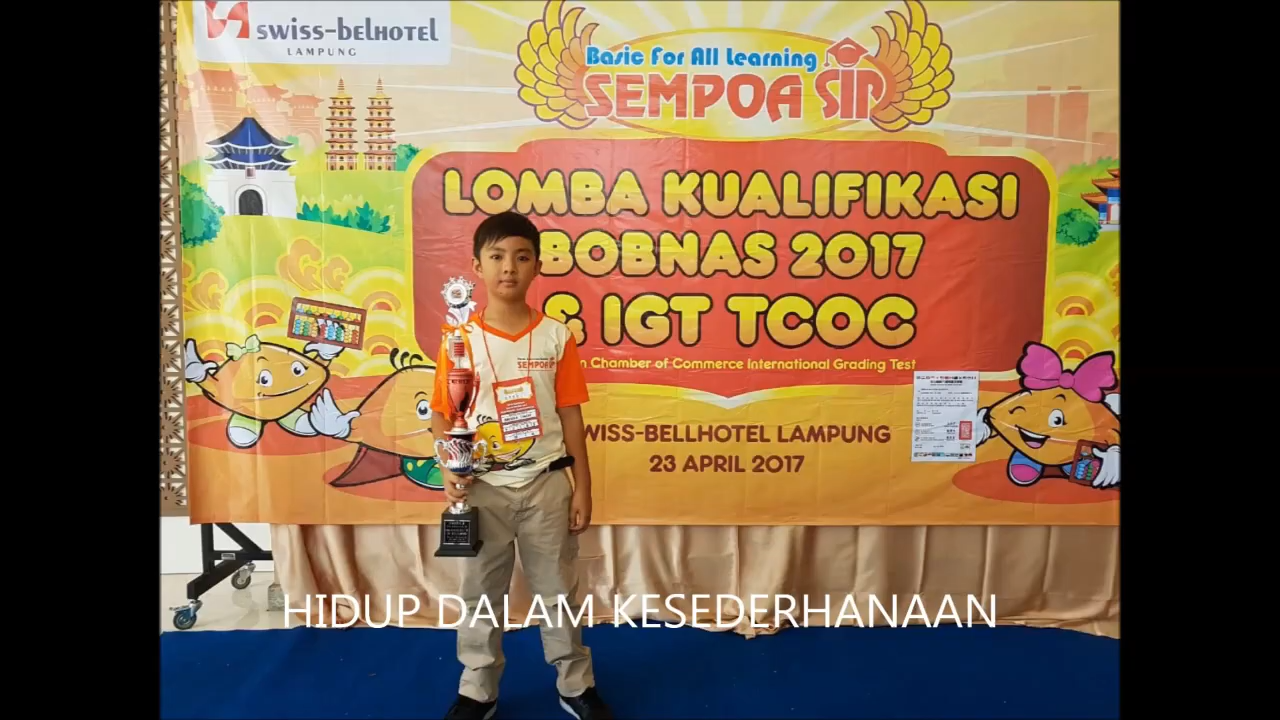 swiss-belHOTEL
LAMPUNG
Basic For All Learning
SEMPOA SIP
LOMBA KUALIFIKASI
BOBNAS 2017
& IGT TCOC
n Chamber of Commerce International Grading Test
WISS-BELLHOTEL LAMPUNG
23 APRIL 2017
SEMPOA
HIDUP DALAM KESEDERHANAAN